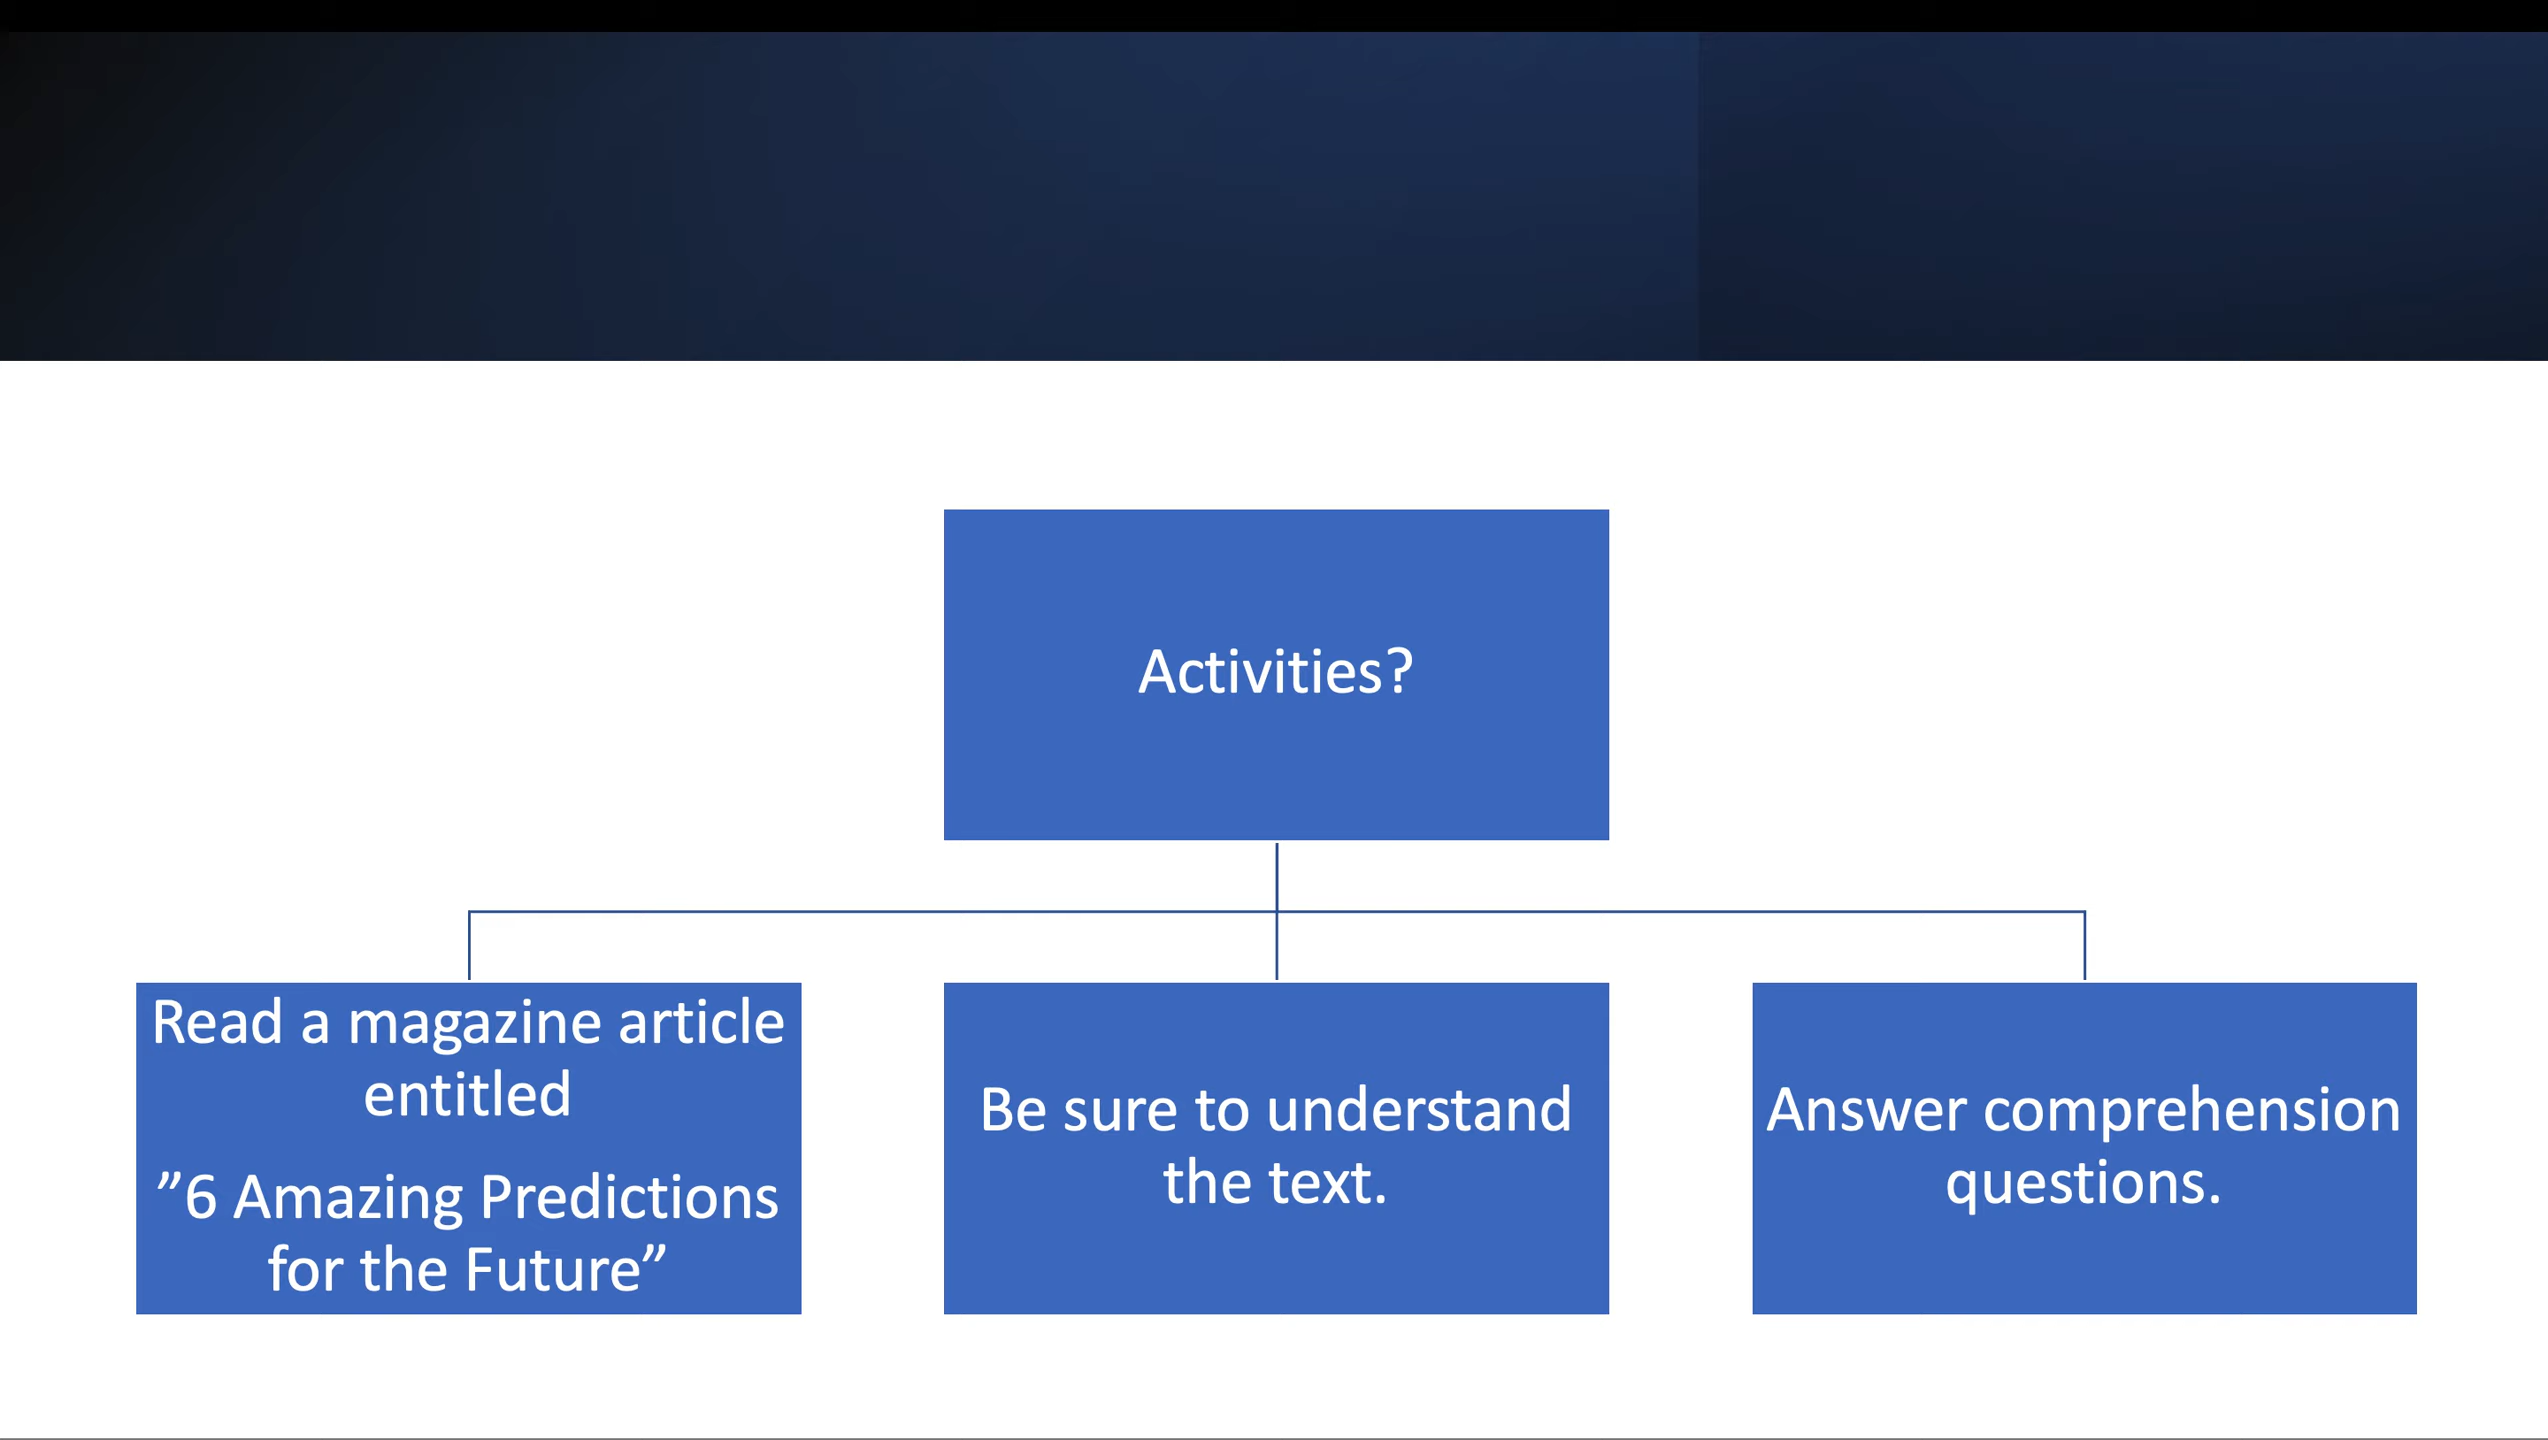 Activities?
Read a magazine article
entitled
”6 Amazing Predictions
for the Future”
Be sure to understand
the text.
Answer comprehension
questions.